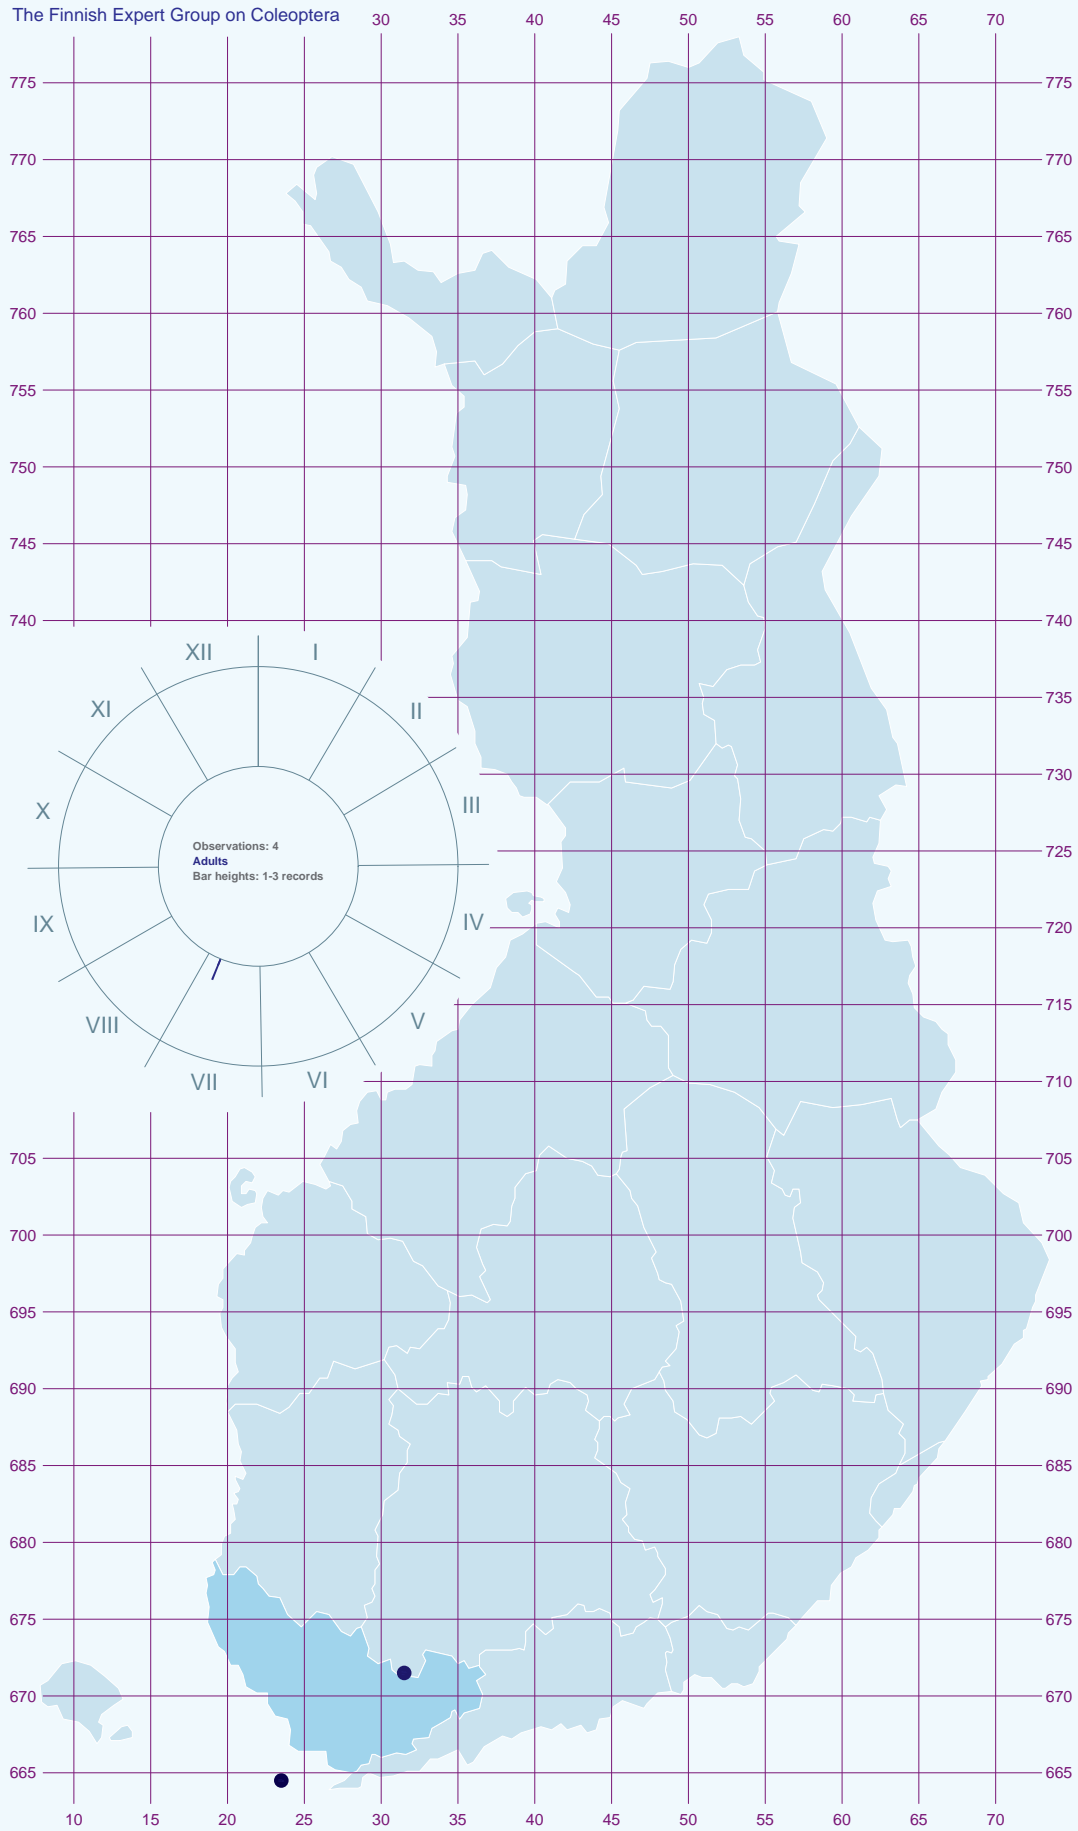 The Finnish Expert Group on Coleoptera
30 35 40 45 50 55 60 65 70
775 775
770 770
765 765
760 760
755 755
750 750
745 745
740 740
XII I
XI II
735
730
X III
Observations: 4
Adults
Bar heights: 1-3 records
725
IX IV
720
715
VIII V
VII VI
710
705 705
700 700
695 695
690 690
685 685
680 680
675 675
670 670
665 665
10 15 20 25 30 35 40 45 50 55 60 65 70